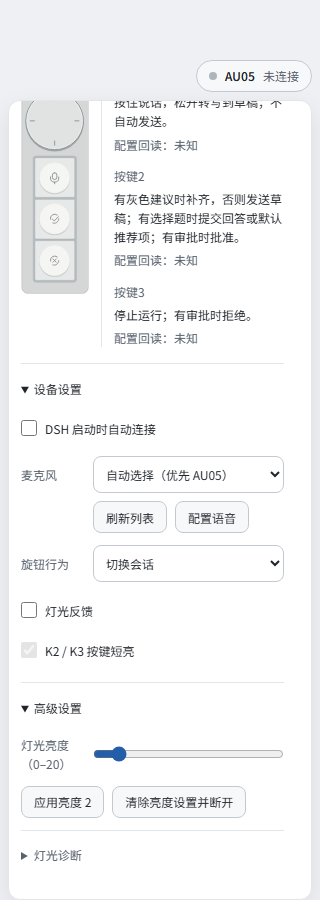 AU05 未连接
按住说话，松开转写到草稿；不
自动发送。
配置回读：未知
按键2
有灰色建议时补齐，否则发送草
稿；有选择题时提交回答或默认
推荐项；有审批时批准。
配置回读：未知
按键3
停止运行；有审批时拒绝。
配置回读：未知
▼ 设备设置
DSH 启动时自动连接
麦克风 自动选择（优先 AU05）
刷新列表 配置语音
旋钮行为 切换会话
灯光反馈
K2 / K3 按键短亮
▼ 高级设置
灯光亮度
（0–20）
应用亮度 2 清除亮度设置并断开
▶ 灯光诊断